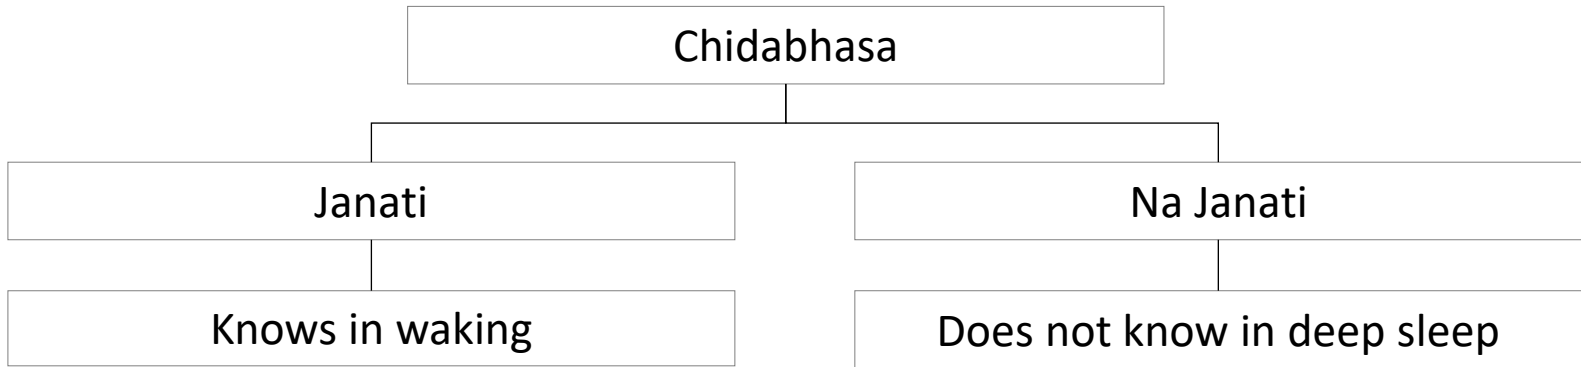 Chidabhasa
Janati
Na Janati
Knows in waking
Does not know in deep sleep